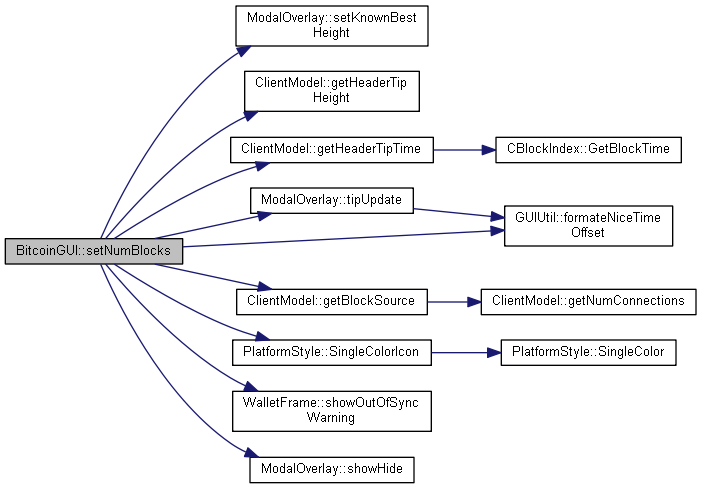 ModalOverlay::setKnownBest
Height
ClientModel::getHeaderTip
Height
ClientModel::getHeaderTipTime
CBlockIndex::GetBlockTime
ModalOverlay::tipUpdate
GUIUtil::formateNiceTime
Offset
BitcoinGUI::setNumBlocks
ClientModel::getBlockSource
ClientModel::getNumConnections
PlatformStyle::SingleColorIcon
PlatformStyle::SingleColor
WalletFrame::showOutOfSync
Warning
ModalOverlay::showHide